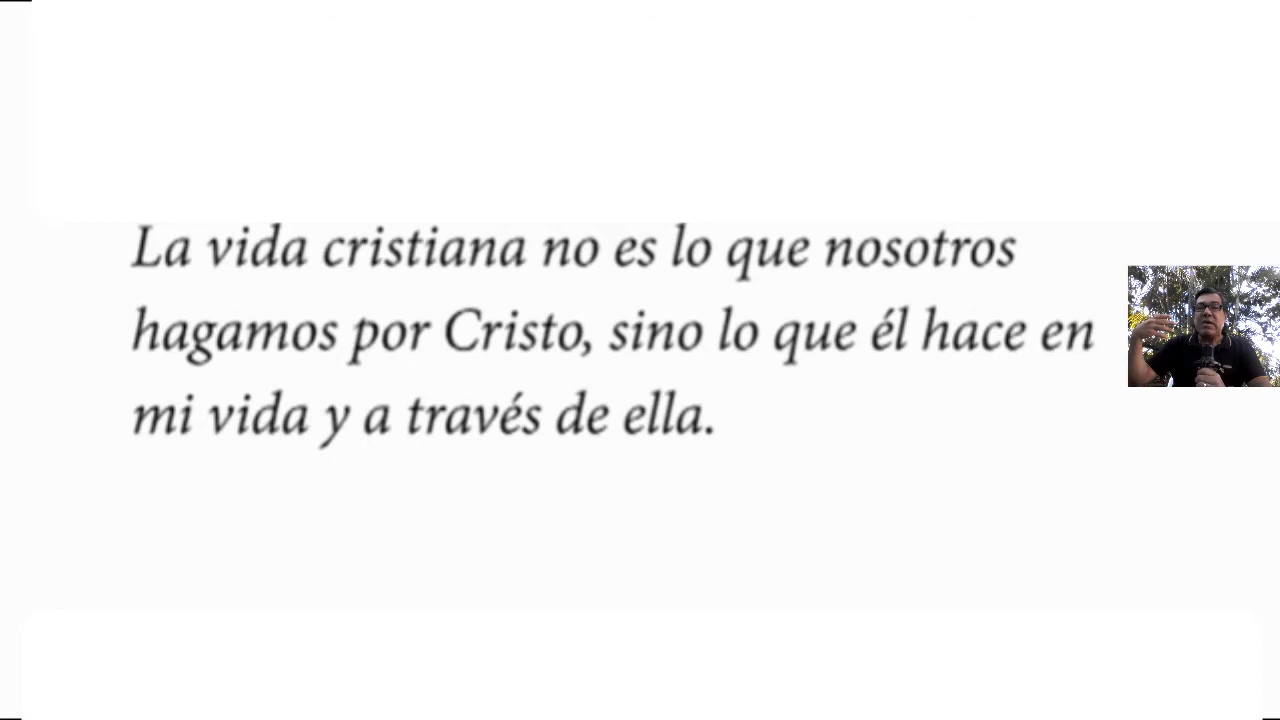 La vida cristiana no es lo que nosotros
hagamos por Cristo, sino lo que él hace en
mi vida y a través de ella.